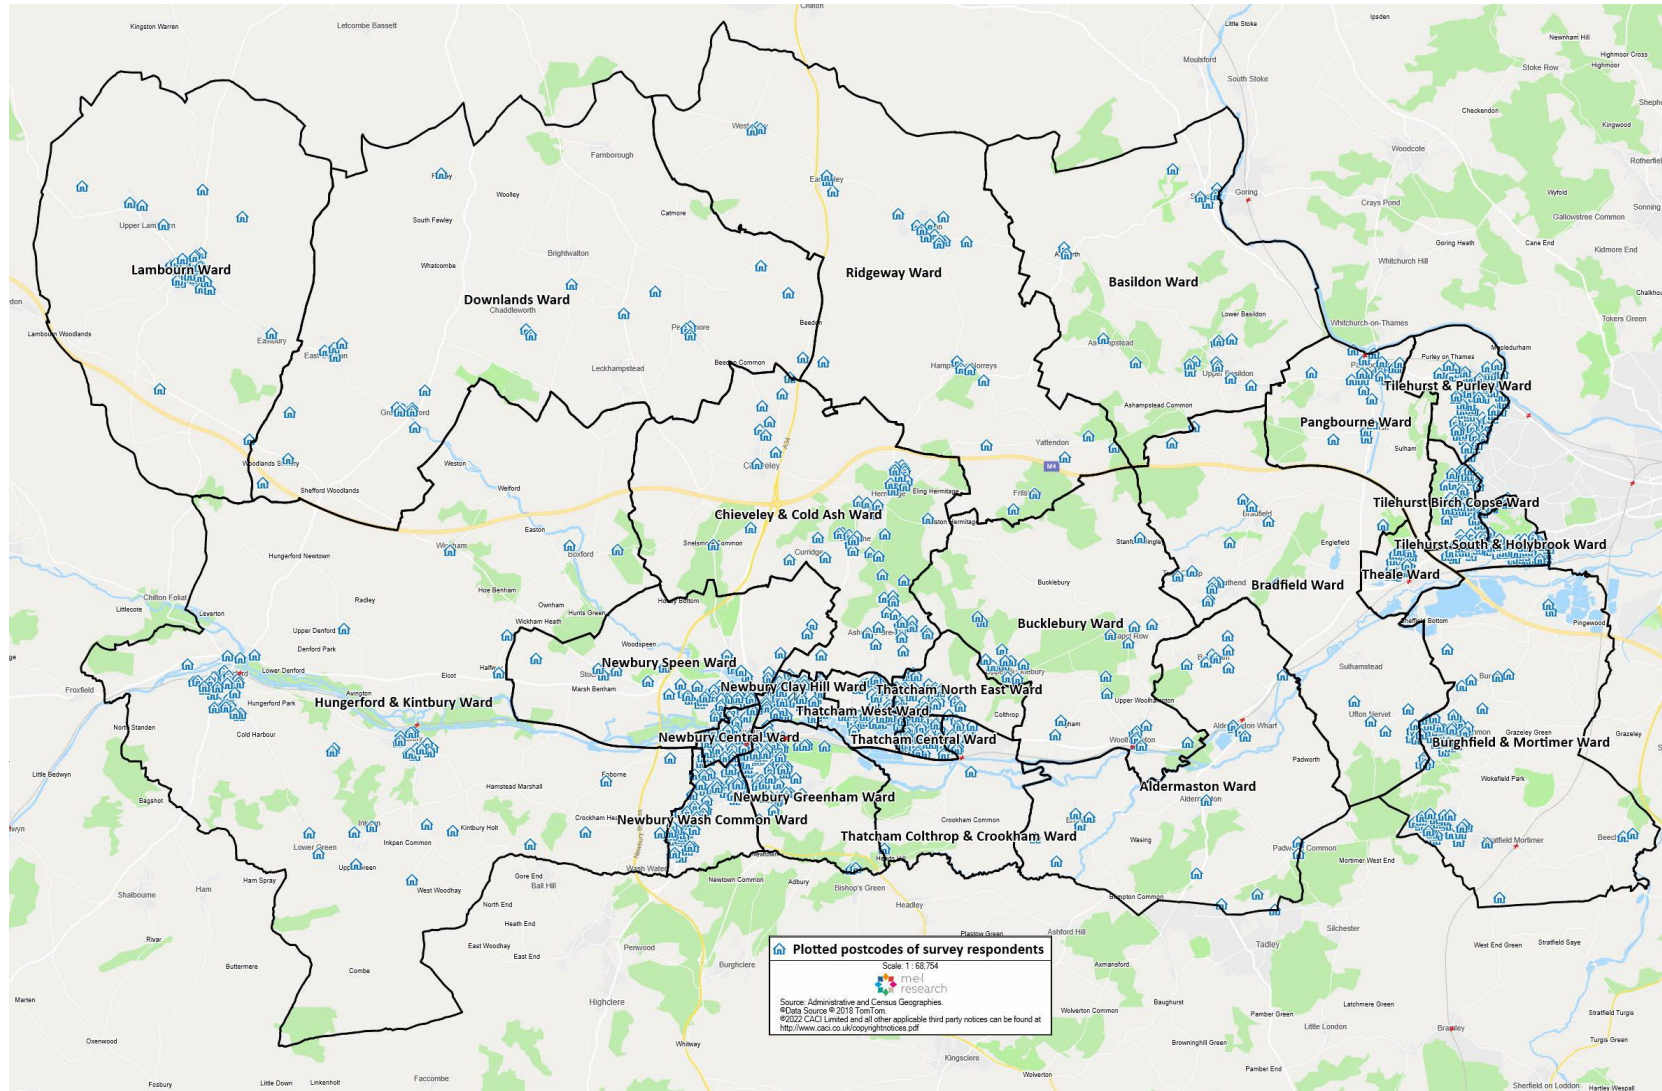 Kingston Warren
Letcombe Bassett
Chilton
Little Stoke
Ipsden
Newnham Hill
Highmoor Cross
Highmoor
Stoke Row
Moulsford
South Stoke
Checkendon
Kingwood
Woodcote
Farnborough
Woolley
Catmore
South Fawley
Brightwalton
Whatcombe
Goring
Crays Pond
Wyfold
Gallowstree Common
Sonning
Goring Heath
Cane End
Kidmore End
Whitchurch Hill
Lambourn Ward
Ridgeway Ward
Basildon Ward
Downlands Ward
Chaddleworth
Lower Basildon
Tokers Green
Whitchurch-on-Thames
Mapledurham
Lambourn Woodlands
Eastbury
Beedon
Purley on Thames
Beedon Common
Leckhampstead
Tilehurst & Purley Ward
Ashampstead Common
Pangbourne Ward
Yattendon
Sulham
A34
M4
Weston
Shefford Woodlands
Welford
Eling Hermitage
Tilehurst Birch Copse Ward
Chieveley & Cold Ash Ward
Easton
Snelsmore Common
Curridge
Hungerford Newtown
Boxford
Englefield
Tilehurst South & Holybrook Ward
Theale Ward
Bucklebury
Bradfield Ward
Hoe Benham
Chilton Foliat
Radley
Ownham
Littlecote
Leverton
Hunts Green
Wickham Heath
Upper Denford
Denford Park
Woodspeen
Bucklebury Ward
Pingewood
Lower Denford
Newbury Speen Ward
Sulhamstead
Froxfield
Elcot
Marsh Benham
Avington
Newbury Clay Hill Ward
Thatcham North East Ward
Hungerford & Kintbury Ward
Hungerford Park
Thatcham West Ward
Colthrop
Upper Woolhampton
Ufton Nervet
North Standen
Cold Harbour
Newbury Central Ward
Thatcham Central Ward
Aldermaston Wharf
Grazeley Green
Grazeley
Burghfield & Mortimer Ward
Padworth
Little Bedwyn
Wokefield Park
Enborne
Hamstead Marshall
Aldermaston Ward
Bagshot
Newbury Greenham Ward
Newbury Wash Common Ward
Crookham Common
Thatcham Colthrop & Crookham Ward
Kintbury Holt
Inkpen Common
Lower Green
Wasing
Mortimer West End
Ham Spray
Gore End
Ball Hill
Wash Water
Newtown Common
Adbury
Bishop's Green
Shalbourne
Ham
West Woodhay
Brimpton Common
North End
Headley
Heath End
Plastow Green
Ashford Hill
Silchester
Rivar
East Woodhay
Penwood
Tadley
West End Green
Stratfield Saye
East End
Buttermere
Combe
Burghclere
Axmansford
Marten
Highclere
Baughurst
Latchmere Green
Wolverton Common
Pamber Green
Stratfield Turgis
Little London
Bramley
Oxenwood
Whitway
Browninghill Green
Turgis Green
Kingsclere
Pamber End
Fosbury
Little Down
Linkenholt
Faccombe
Wolverton
Sherfield on Loddon
Hartley Wespall
Plotted postcodes of survey respondents
Scale: 1 : 68,754
m·e·l
research
Source: Administrative and Census Geographies.
©Data Source © 2018 TomTom.
©2022 CACI Limited and all other applicable third party notices can be found at
http://www.caci.co.uk/copyrightnotices.pdf